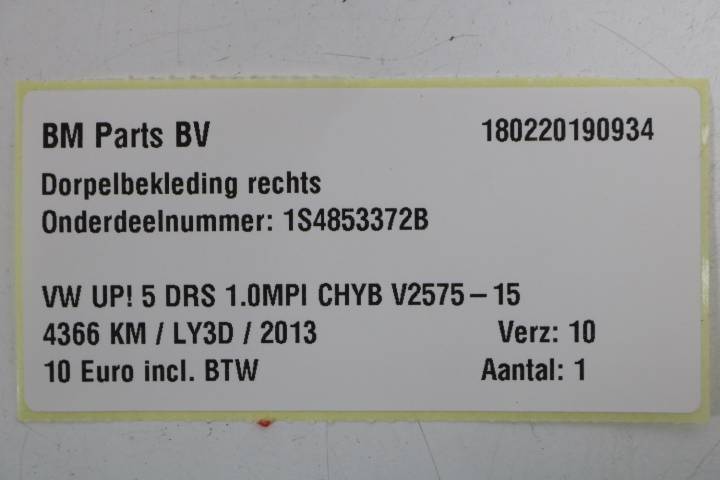 BM Parts BV 180220190934
Dorpelbekleding rechts
Onderdeelnummer: 1S4853372B
VW UP! 5 DRS 1.0MPI CHYB V2575-15
4366 KM / LY3D / 2013 Verz: 10
10 Euro incl. BTW Aantal: 1